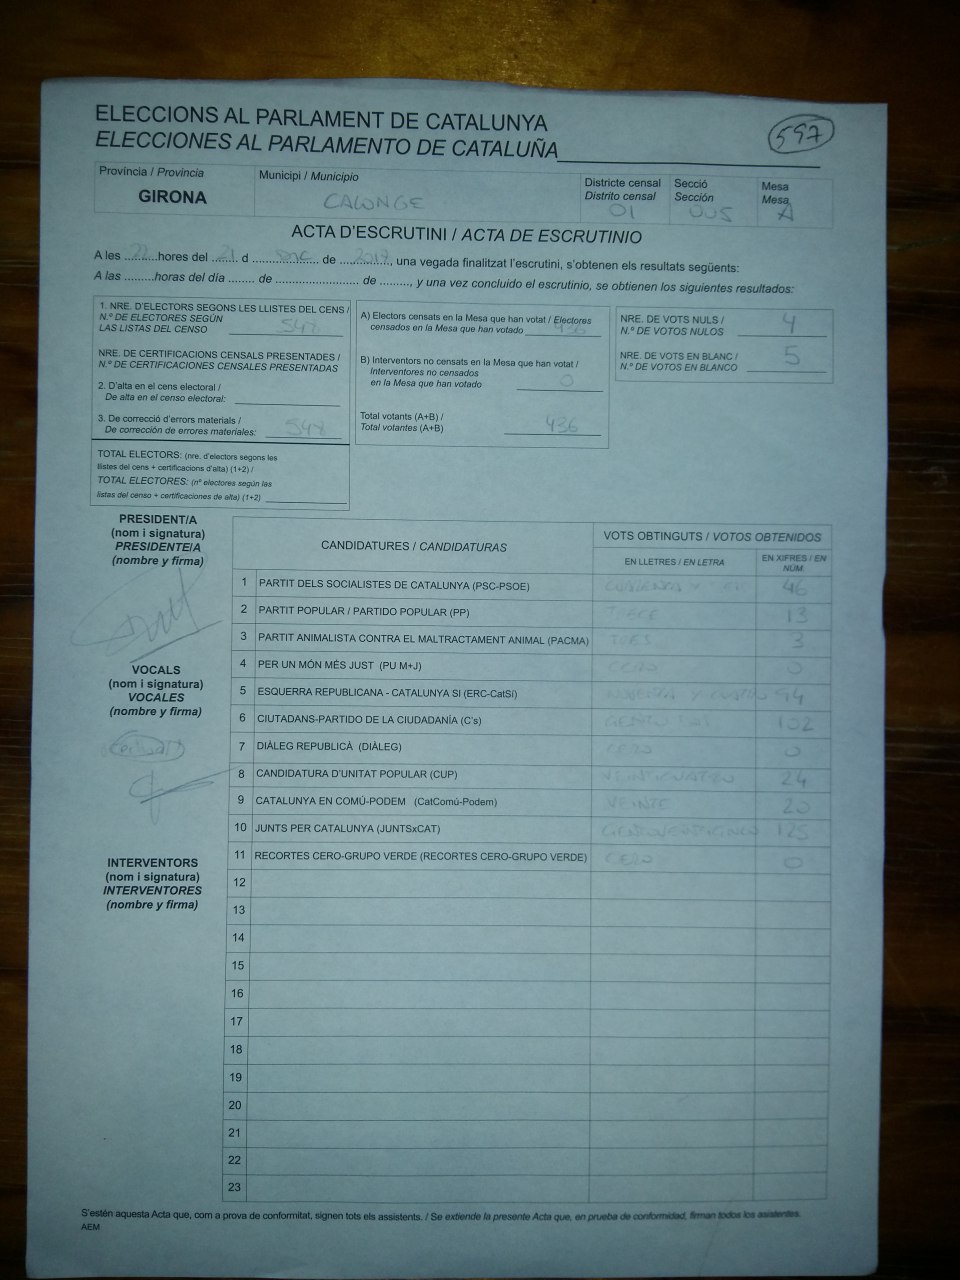 ELECCIONS AL PARLAMENT DE CATALUNYA
ELECCIONES AL PARLAMENTO DE CATALUÑA
597
Província / Provincia
GIRONA
Municipi / Municipio
CALONGE
Districte censal
Distrito censal
01
Secció
Sección
005
Mesa
Mesa
A
ACTA D'ESCRUTINI / ACTA DE ESCRUTINIO
A les ...22...hores del ..21.. d ......DIC...... de ...2017..., una vegada finalitzat l'escrutini, s'obtenen els resultats següents:
A las .........horas del día ........ de ......................... de ........., y una vez concluido el escrutinio, se obtienen los siguientes resultados:
1. NRE. D'ELECTORS SEGONS LES LLISTES DEL CENS /
N.º DE ELECTORES SEGÚN
LAS LISTAS DEL CENSO
NRE. DE CERTIFICACIONS CENSALS PRESENTADES /
N.º DE CERTIFICACIONES CENSALES PRESENTADAS
2. D'alta en el cens electoral /
De alta en el censo electoral:
3. De correcció d'errors materials /
De corrección de errores materiales:
TOTAL ELECTORS: (nre. d'electors segons les
llistes del cens + certificacions d'alta) (1+2) /
TOTAL ELECTORES: (nº electores según las
listas del censo + certificaciones de alta) (1+2)
A) Electors censats en la Mesa que han votat / Electores
censados en la Mesa que han votado 436
B) Interventors no censats en la Mesa que han votat /
Interventores no censados
en la Mesa que han votado 0
Total votants (A+B) /
Total votantes (A+B) 436
NRE. DE VOTS NULS /
N.º DE VOTOS NULOS 4
NRE. DE VOTS EN BLANC /
N.º DE VOTOS EN BLANCO 5
PRESIDENT/A
(nom i signatura)
PRESIDENTE/A
(nombre y firma)
VOCALS
(nom i signatura)
VOCALES
(nombre y firma)
INTERVENTORS
(nom i signatura)
INTERVENTORES
(nombre y firma)
CANDIDATURES / CANDIDATURAS
VOTS OBTINGUTS / VOTOS OBTENIDOS
EN LLETRES / EN LETRA
EN XIFRES / EN NÚM.
1 PARTIT DELS SOCIALISTES DE CATALUNYA (PSC-PSOE) 46
2 PARTIT POPULAR / PARTIDO POPULAR (PP) TRECE 13
3 PARTIT ANIMALISTA CONTRA EL MALTRACTAMENT ANIMAL (PACMA) TRES 3
4 PER UN MÓN MÉS JUST (PU M+J) CERO 0
5 ESQUERRA REPUBLICANA - CATALUNYA SI (ERC-CatSí) NOVENTA Y CUATRO 94
6 CIUTADANS-PARTIDO DE LA CIUDADANÍA (C's) CIENTO DOS 102
7 DIÀLEG REPUBLICÀ (DIÀLEG) CERO 0
8 CANDIDATURA D'UNITAT POPULAR (CUP) VEINTICUATRO 24
9 CATALUNYA EN COMÚ-PODEM (CatComú-Podem) VEINTE 20
10 JUNTS PER CATALUNYA (JUNTSxCAT) CIENTOVEINTICINCO 125
11 RECORTES CERO-GRUPO VERDE (RECORTES CERO-GRUPO VERDE) CERO 0
12
13
14
15
16
17
18
19
20
21
22
23
S'estén aquesta Acta que, com a prova de conformitat, signen tots els assistents. / Se extiende la presente Acta que, en prueba de conformidad, firman todos los asistentes.
AEM